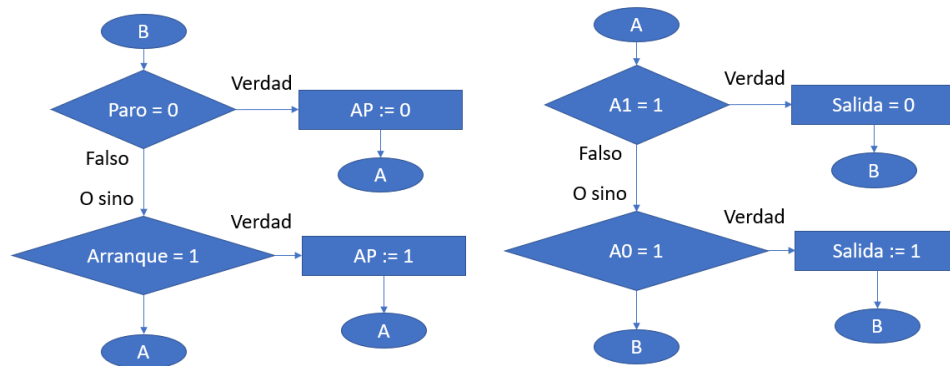 B
Paro = 0
Verdad
AP := 0
A
Falso
O sino
Arranque = 1
Verdad
AP := 1
A
A
A
A1 = 1
Verdad
Salida = 0
B
Falso
O sino
A0 = 1
Verdad
Salida := 1
B
B